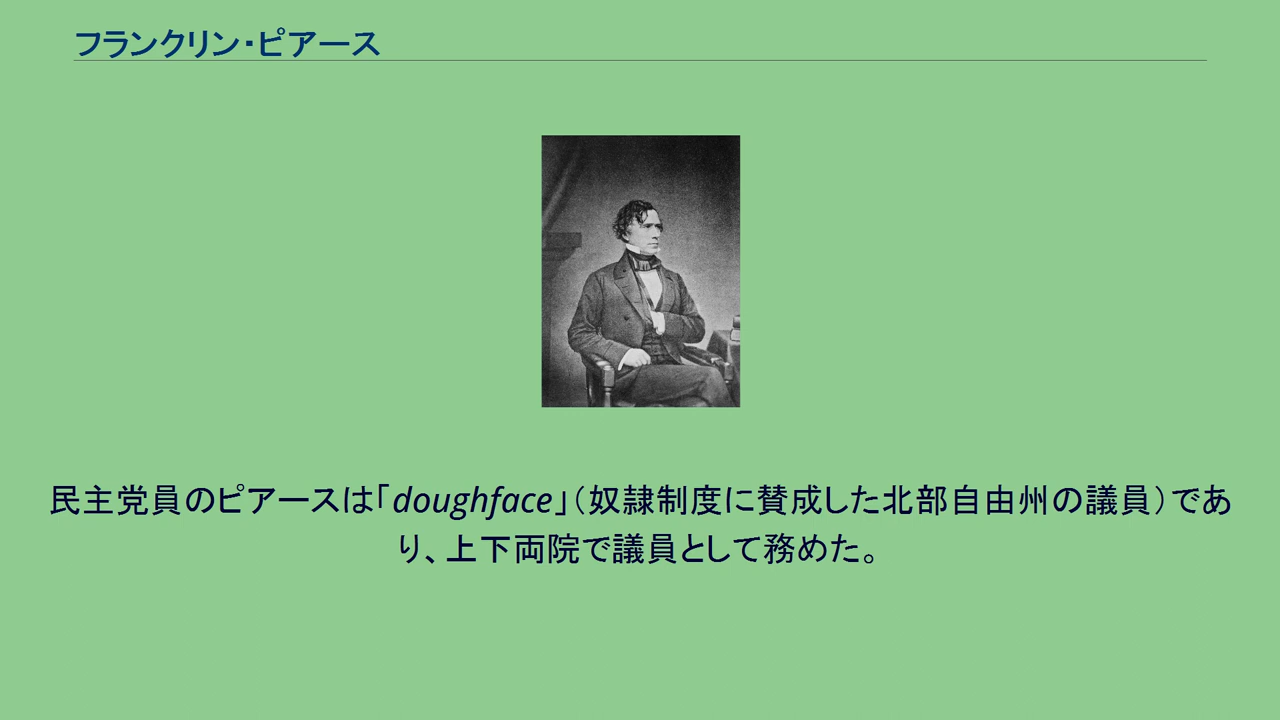 フランクリン・ピアース
民主党員のピアースは「doughface」（奴隷制度に賛成した北部自由州の議員）であ
り、上下両院で議員として務めた。